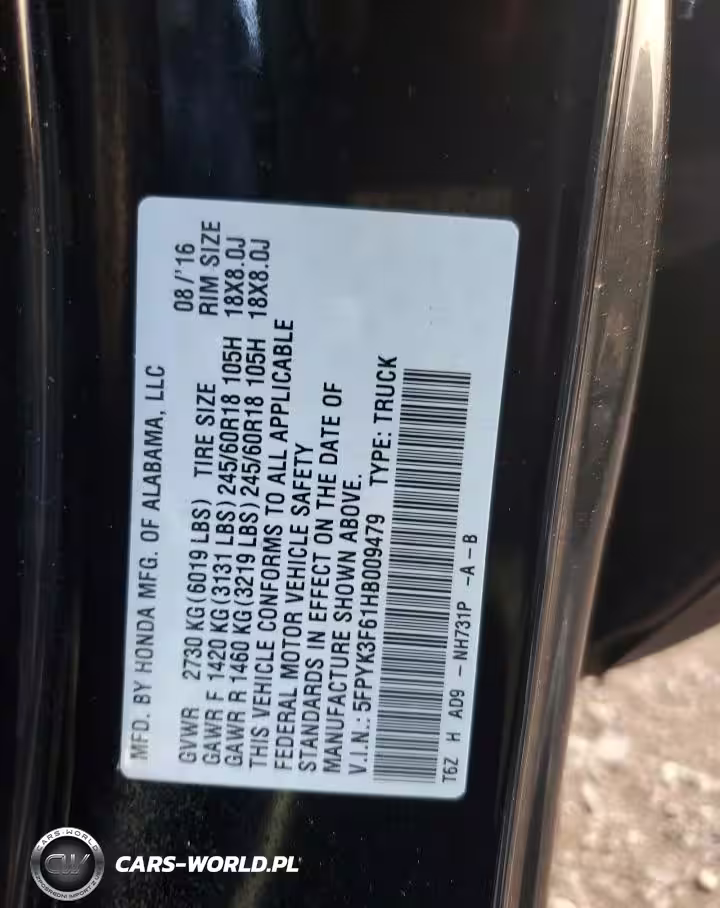 MFD. BY HONDA MFG. OF ALABAMA, LLC
08/'16
GVWR 2730 KG(6019 LBS) TIRE SIZE RIM SIZE
GAWR F 1420 KG(3131 LBS)245/60R18 105H 18X8.0J
GAWR R 1460 KG(3219 LBS)245/60R18 105H 18X8.0J
THIS VEHICLE CONFORMS TO ALL APPLICABLE
FEDERAL MOTOR VEHICLE SAFETY
STANDARDS IN EFFECT ON THE DATE OF
MANUFACTURE SHOWN ABOVE.
V.I.N.: 5FPYK3F61HB009479 TYPE: TRUCK
T6Z H AD9 - NH731P -A -B
CARS-WORLD
CW
CARS-WORLD.PL